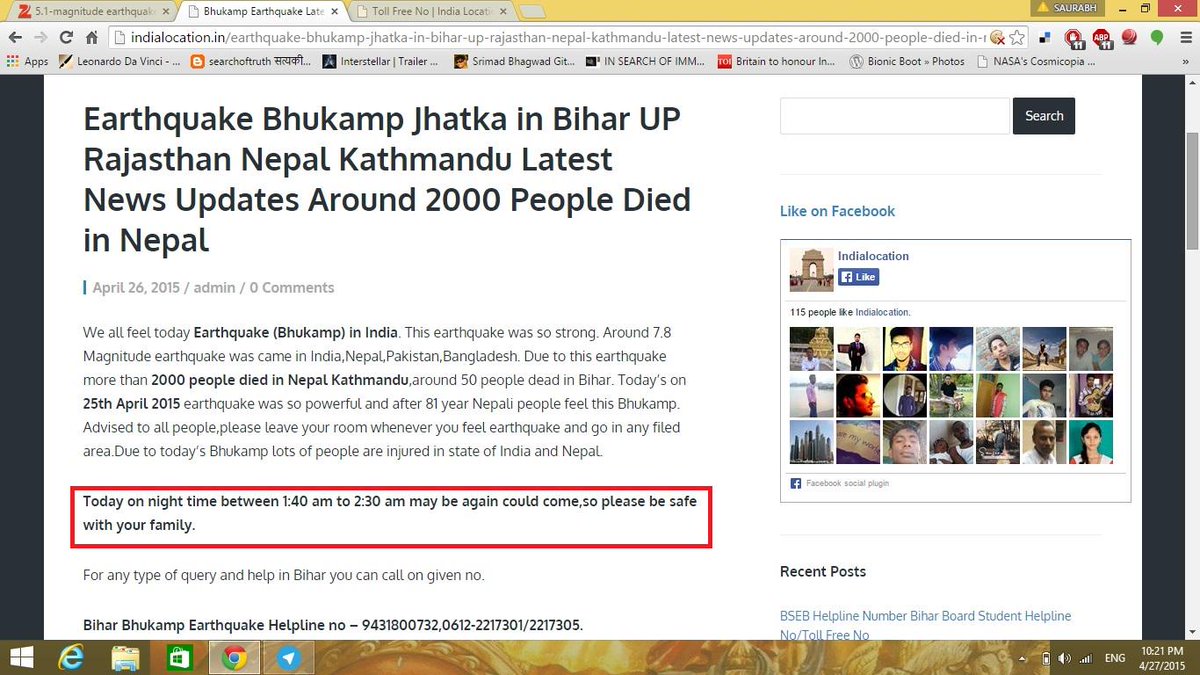 5.1-magnitude earthquake
Bhukamp Earthquake Late
Toll Free No | India Locati
SAURABH
indialocation.in/earthquake-bhukamp-jhatka-in-bihar-up-rajasthan-nepal-kathmandu-latest-news-updates-around-2000-people-died-in-r
11
11
Apps
Leonardo Da Vinci - ...
searchoftruth सत्यकी...
Interstellar | Trailer ...
Srimad Bhagwad Git...
IN SEARCH OF IMM...
TOI
Britain to honour In...
Bionic Boot » Photos
NASA's Cosmicopia ...
»
Earthquake Bhukamp Jhatka in Bihar UP
Rajasthan Nepal Kathmandu Latest
News Updates Around 2000 People Died
in Nepal
April 26, 2015 / admin / 0 Comments
We all feel today Earthquake (Bhukamp) in India. This earthquake was so strong. Around 7.8
Magnitude earthquake was came in India,Nepal,Pakistan,Bangladesh. Due to this earthquake
more than 2000 people died in Nepal Kathmandu,around 50 people dead in Bihar. Today's on
25th April 2015 earthquake was so powerful and after 81 year Nepali people feel this Bhukamp.
Advised to all people,please leave your room whenever you feel earthquake and go in any filed
area.Due to today's Bhukamp lots of people are injured in state of India and Nepal.
Today on night time between 1:40 am to 2:30 am may be again could come,so please be safe
with your family.
For any type of query and help in Bihar you can call on given no.
Bihar Bhukamp Earthquake Helpline no – 9431800732,0612-2217301/2217305.
Search
Like on Facebook
Indialocation
Like
115 people like Indialocation.
Facebook social plugin
Recent Posts
BSEB Helpline Number Bihar Board Student Helpline
No/Toll Free No
ENG
10:21 PM
4/27/2015